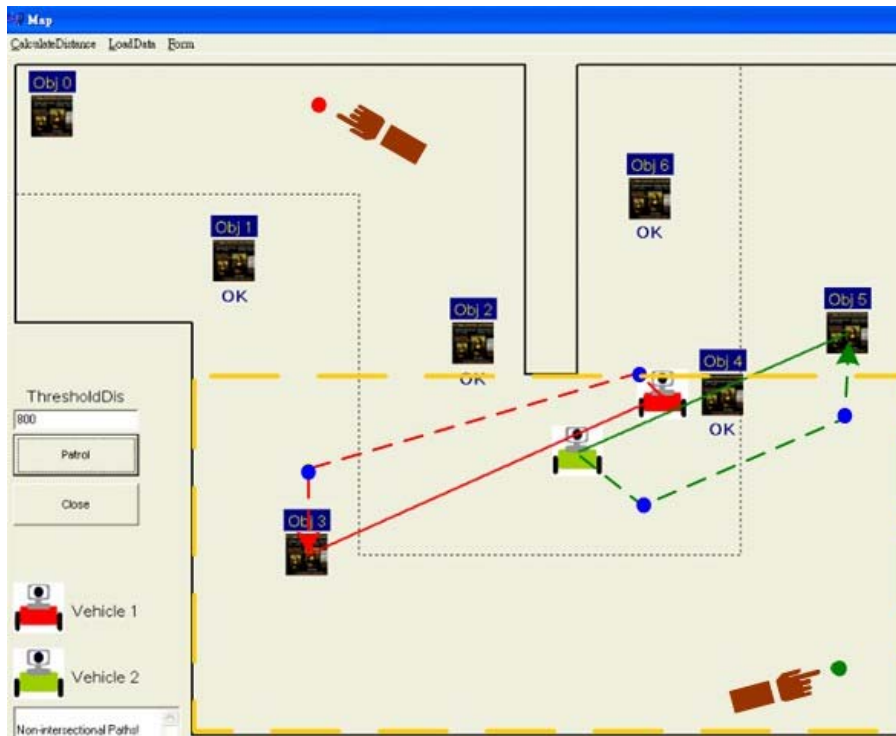 Map
CalculateDistance LoadData Form
Obj 0
Obj 6
Obj 1
OK
OK
Obj 5
Obj 2
OK
Obj 4
OK
ThresholdDis
800
Patrol
Close
Obj 3
Vehicle 1
Vehicle 2
Non-intersectional Paths!